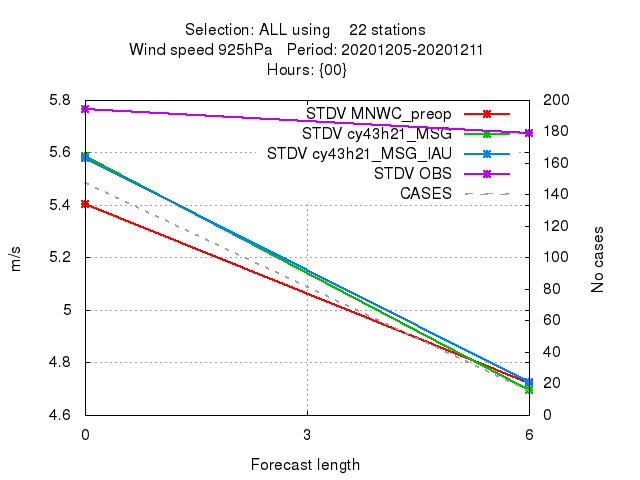 Selection: ALL using    22 stations
Wind speed 925hPa   Period: 20201205-20201211
Hours: {00}
5.8
5.6
5.4
5.2
5
4.8
4.6
m/s
STDV MNWC_preop
STDV cy43h21_MSG
STDV cy43h21_MSG_IAU
STDV OBS
CASES
200
180
160
140
120
100
80
60
40
20
0
No cases
0 3 6
Forecast length